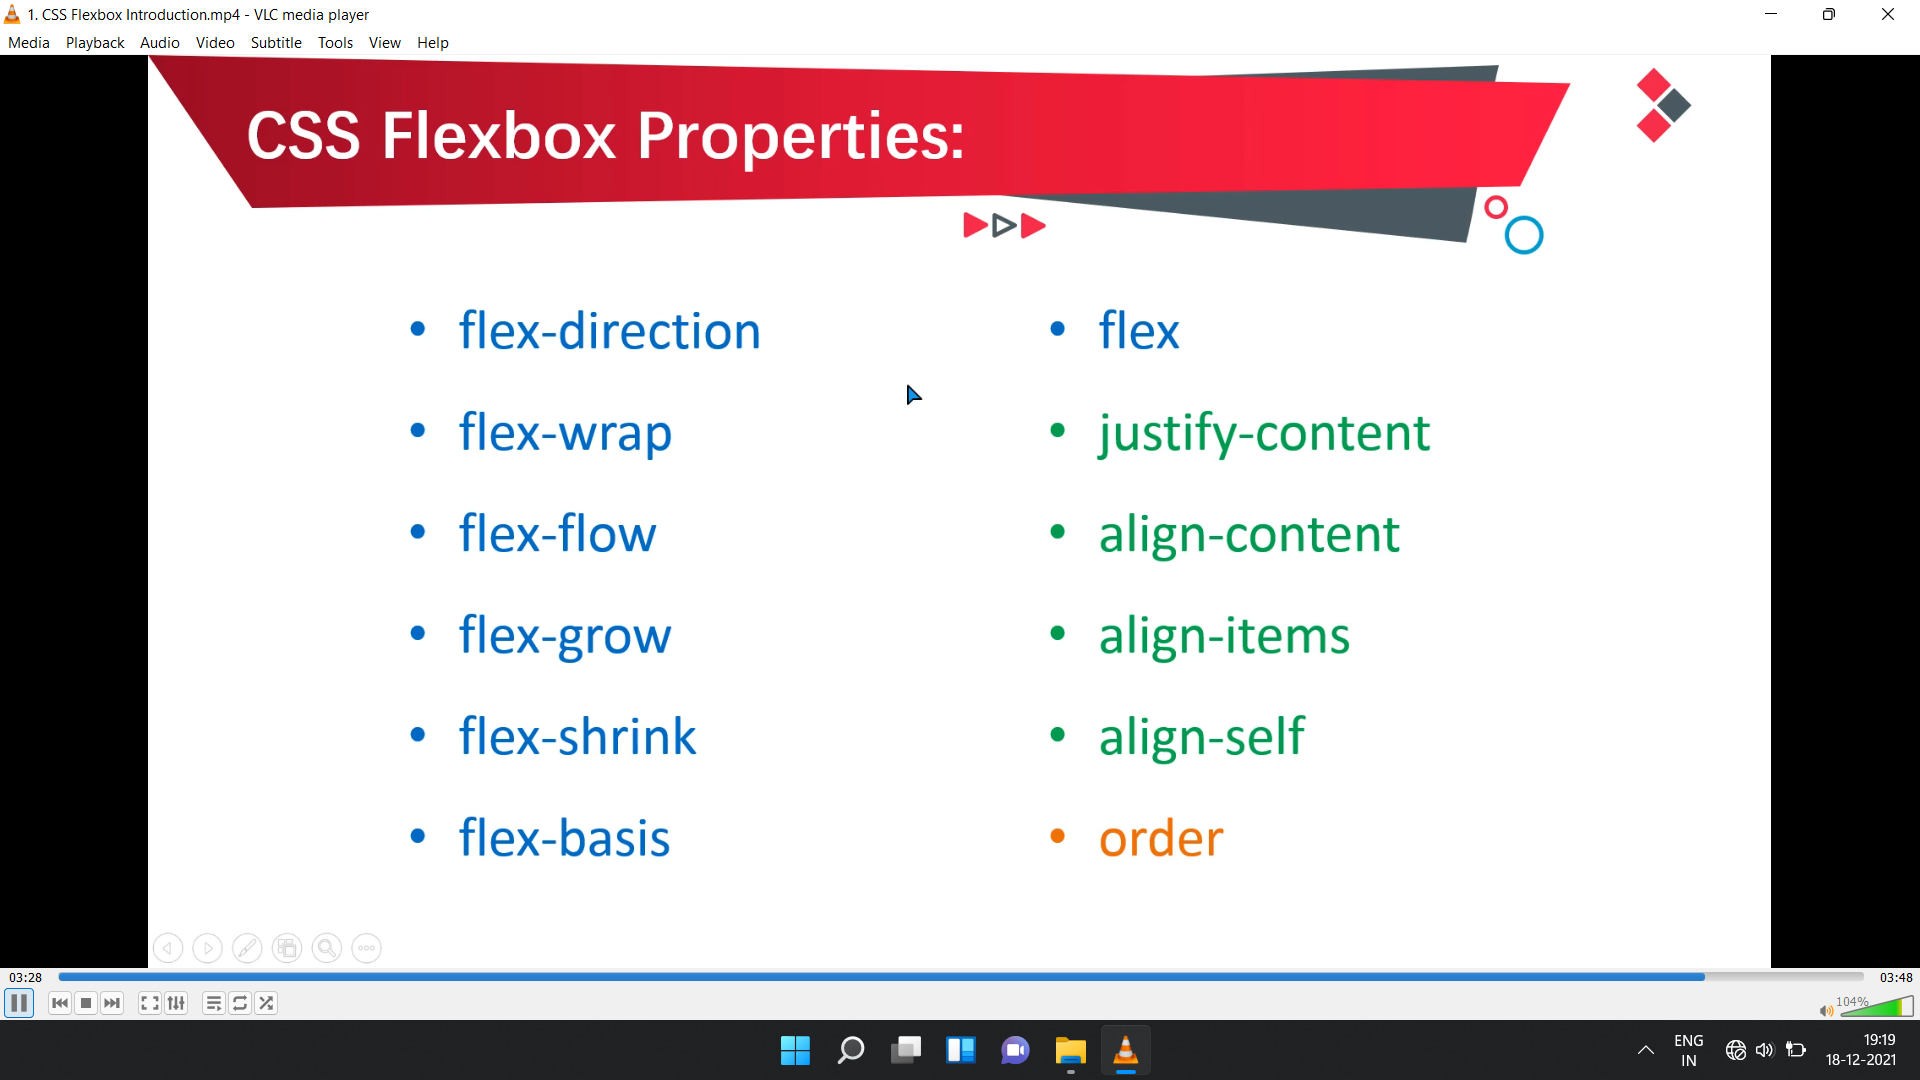 1. CSS Flexbox Introduction.mp4 - VLC media player
Media Playback Audio Video Subtitle Tools View Help
CSS Flexbox Properties:
• flex-direction
• flex-wrap
• flex-flow
• flex-grow
• flex-shrink
• flex-basis
• flex
• justify-content
• align-content
• align-items
• align-self
• order
03:28
03:48
104%
ENG
IN
19:19
18-12-2021